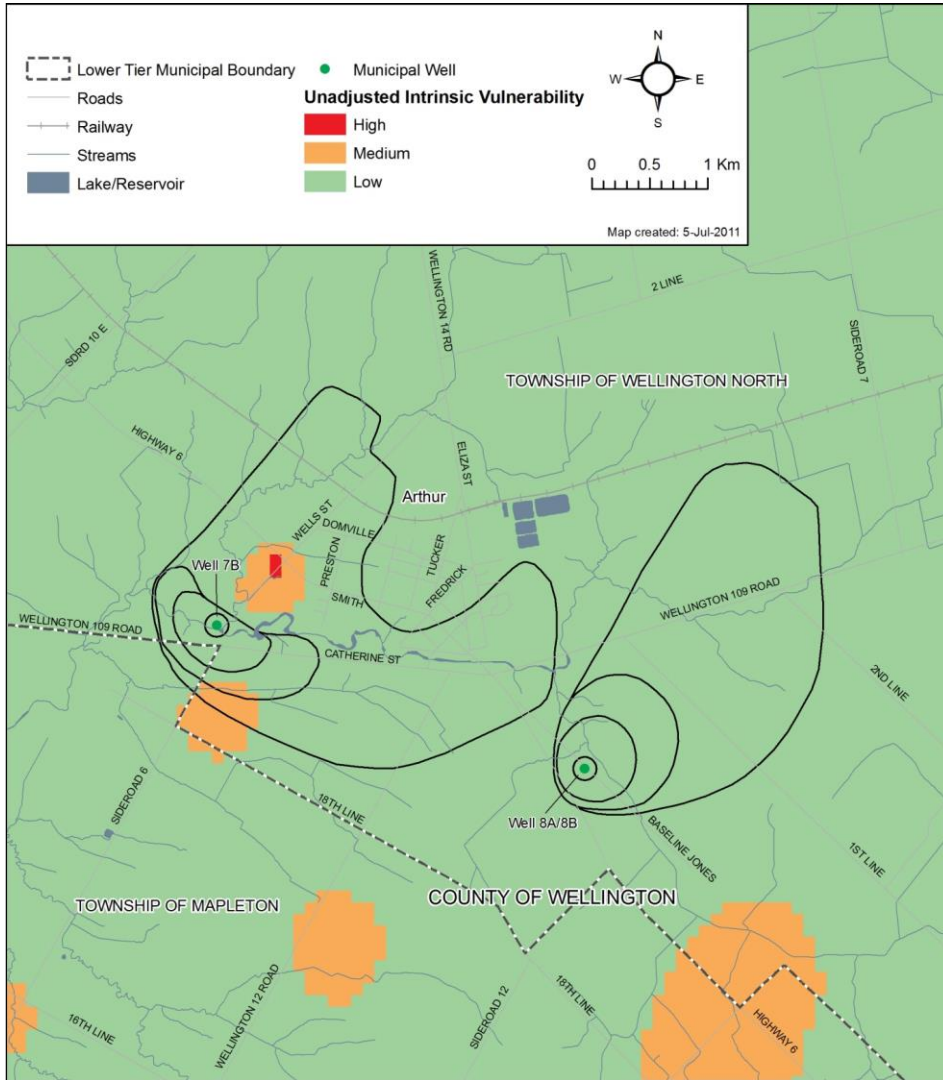 Lower Tier Municipal Boundary
Roads
Railway
Streams
Lake/Reservoir
Municipal Well
Unadjusted Intrinsic Vulnerability
High
Medium
Low
N
W
E
S
0 0.5 1 Km
Map created: 5-Jul-2011
WELLINGTON 14 RD
2 LINE
SIDEROAD 7
SDRD 10 E
TOWNSHIP OF WELLINGTON NORTH
HIGHWAY 6
ELIZA ST
Arthur
WELLS ST
DOMVILLE
PRESTON
TUCKER
FREDRICK
Well 7B
SMITH
WELLINGTON 109 ROAD
WELLINGTON 109 ROAD
CATHERINE ST
2ND LINE
SIDEROAD 6
18TH LINE
Well 8A/8B
BASELINE JONES
1ST LINE
COUNTY OF WELLINGTON
TOWNSHIP OF MAPLETON
WELLINGTON 12 ROAD
SIDEROAD 12
18TH LINE
HIGHWAY 6
16TH LINE